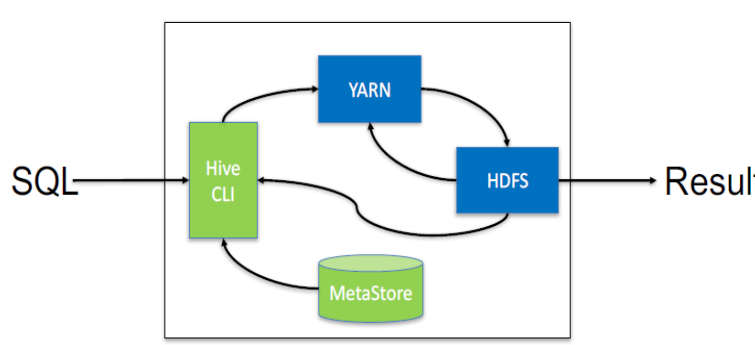 YARN
SQL
Hive
CLI
HDFS
Result
MetaStore